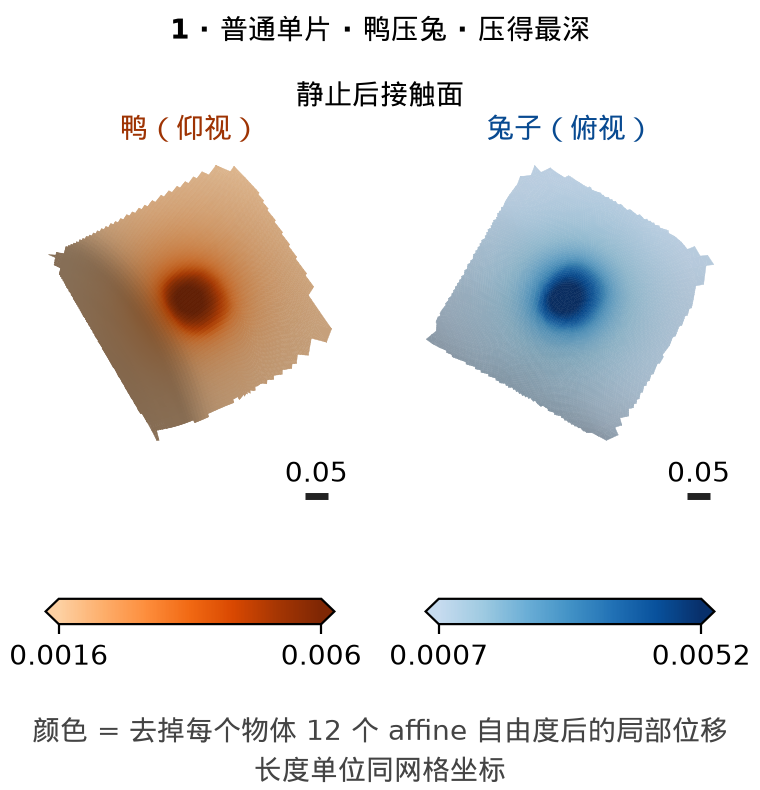 1 · 普通单片 · 鸭压兔 · 压得最深
静止后接触面
鸭（仰视）
兔子（俯视）
0.05
0.05
0.0016
0.006
0.0007
0.0052
颜色 = 去掉每个物体 12 个 affine 自由度后的局部位移
长度单位同网格坐标